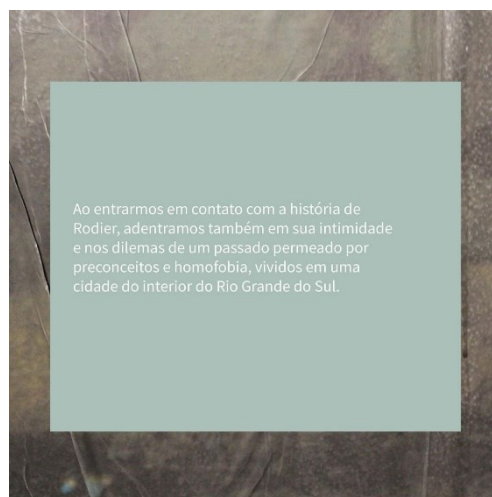 Ao entrarmos em contato com a história de
Rodier, adentramos também em sua intimidade
e nos dilemas de um passado permeado por
preconceitos e homofobia, vividos em uma
cidade do interior do Rio Grande do Sul.